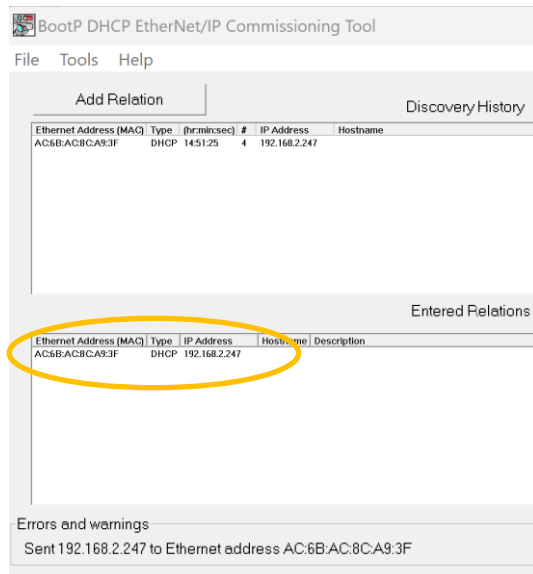 BootP DHCP EtherNet/IP Commissioning Tool
File Tools Help
Add Relation
Discovery History
Ethernet Address (MAC) Type (hr:min:sec) # IP Address Hostname
AC:6B:AC:8C:A9:3F DHCP 14:51:25 4 192.168.2.247
Entered Relations
Ethernet Address (MAC) Type IP Address Hostname Description
AC:6B:AC:8C:A9:3F DHCP 192.168.2.247
Errors and warnings
Sent 192.168.2.247 to Ethernet address AC:6B:AC:8C:A9:3F